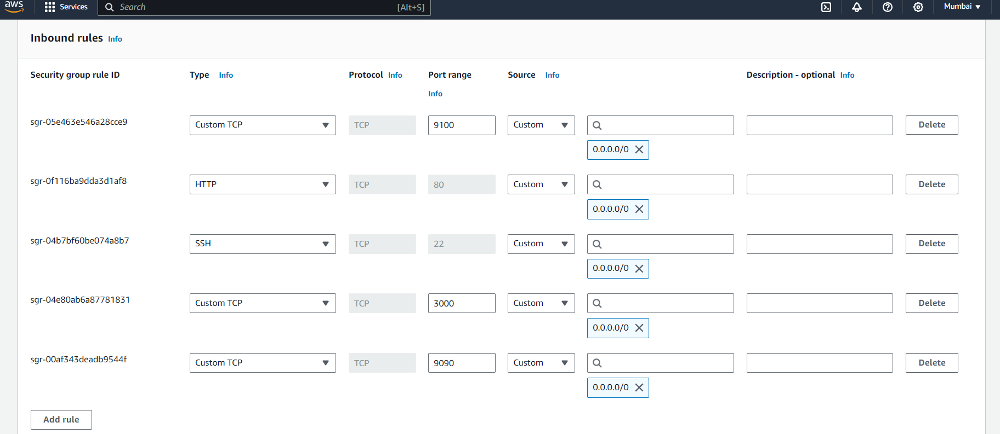 aws Services Search [Alt+S] Mumbai
Inbound rules Info
Security group rule ID Type Info Protocol Info Port range Source Info Description - optional Info
Info
sgr-05e463e546a28cce9 Custom TCP TCP 9100 Custom Delete
0.0.0.0/0
sgr-0f116ba9dda3d1af8 HTTP TCP 80 Custom Delete
0.0.0.0/0
sgr-04b7bf60be074a8b7 SSH TCP 22 Custom Delete
0.0.0.0/0
sgr-04e80ab6a87781831 Custom TCP TCP 3000 Custom Delete
0.0.0.0/0
sgr-00af343deadb9544f Custom TCP TCP 9090 Custom Delete
0.0.0.0/0
Add rule